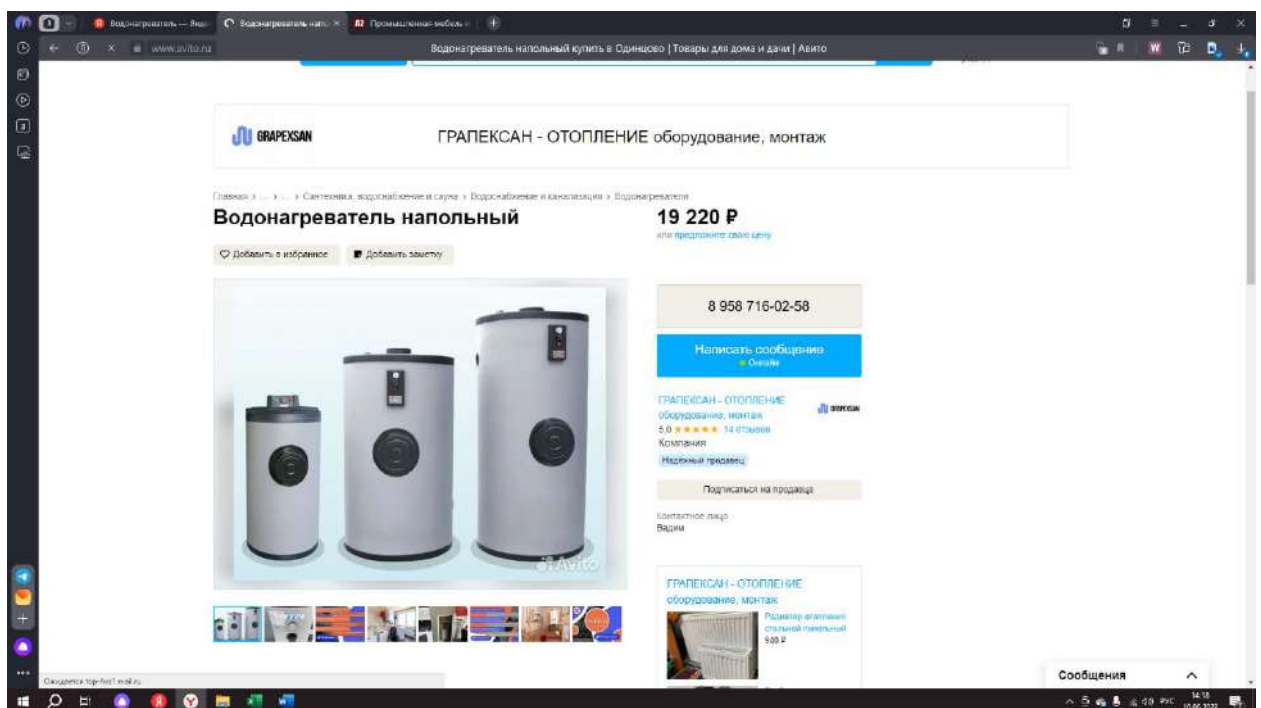 Водонагреватель — Янд
Водонагреватель напо
Промышленная мебель
www.avito.ru
Водонагреватель напольный купить в Одинцово | Товары для дома и дачи | Авито
GRAPEXSAN
ГРАПЕКСАН - ОТОПЛЕНИЕ оборудование, монтаж
Главная › ... › ... › Сантехника, водоснабжение и сауна › Водоснабжение и канализация › Водонагреватели
Водонагреватель напольный
19 220 ₽
или предложите свою цену
Добавить в избранное
Добавить заметку
8 958 716-02-58
Написать сообщение
Онлайн
ГРАПЕКСАН - ОТОПЛЕНИЕ
оборудование, монтаж
GRAPEXSAN
5,0 ★★★★★ 14 отзывов
Компания
Надёжный продавец
Подписаться на продавца
Контактное лицо
Вадим
Avito
ГРАПЕКСАН - ОТОПЛЕНИЕ
оборудование, монтаж
Радиатор отопления
стальной панельный
900 ₽
Сообщения
РУС
14:18